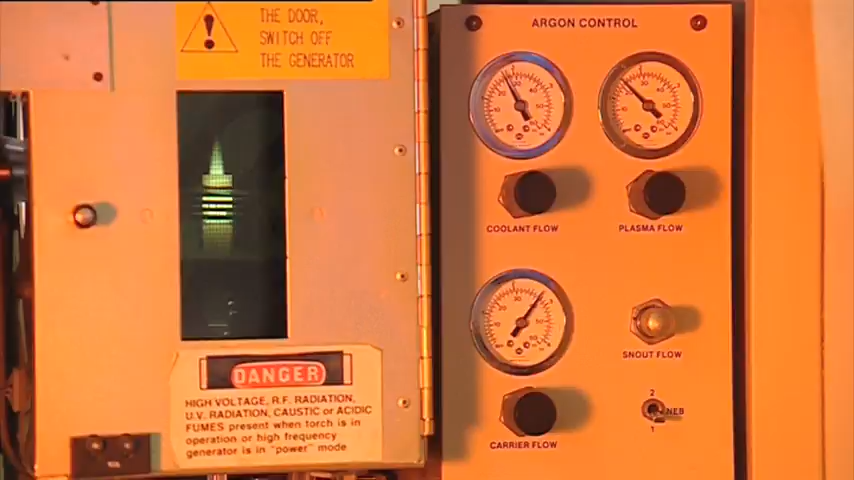 THE DOOR,
SWITCH OFF
THE GENERATOR
!
DANGER
HIGH VOLTAGE, R.F. RADIATION,
U.V. RADIATION, CAUSTIC OR ACIDIC
FUMES present when torch is in
operation or high frequency
generator is in "power" mode
ARGON CONTROL
COOLANT FLOW
PLASMA FLOW
CARRIER FLOW
SNOUT FLOW
2
NEB
1